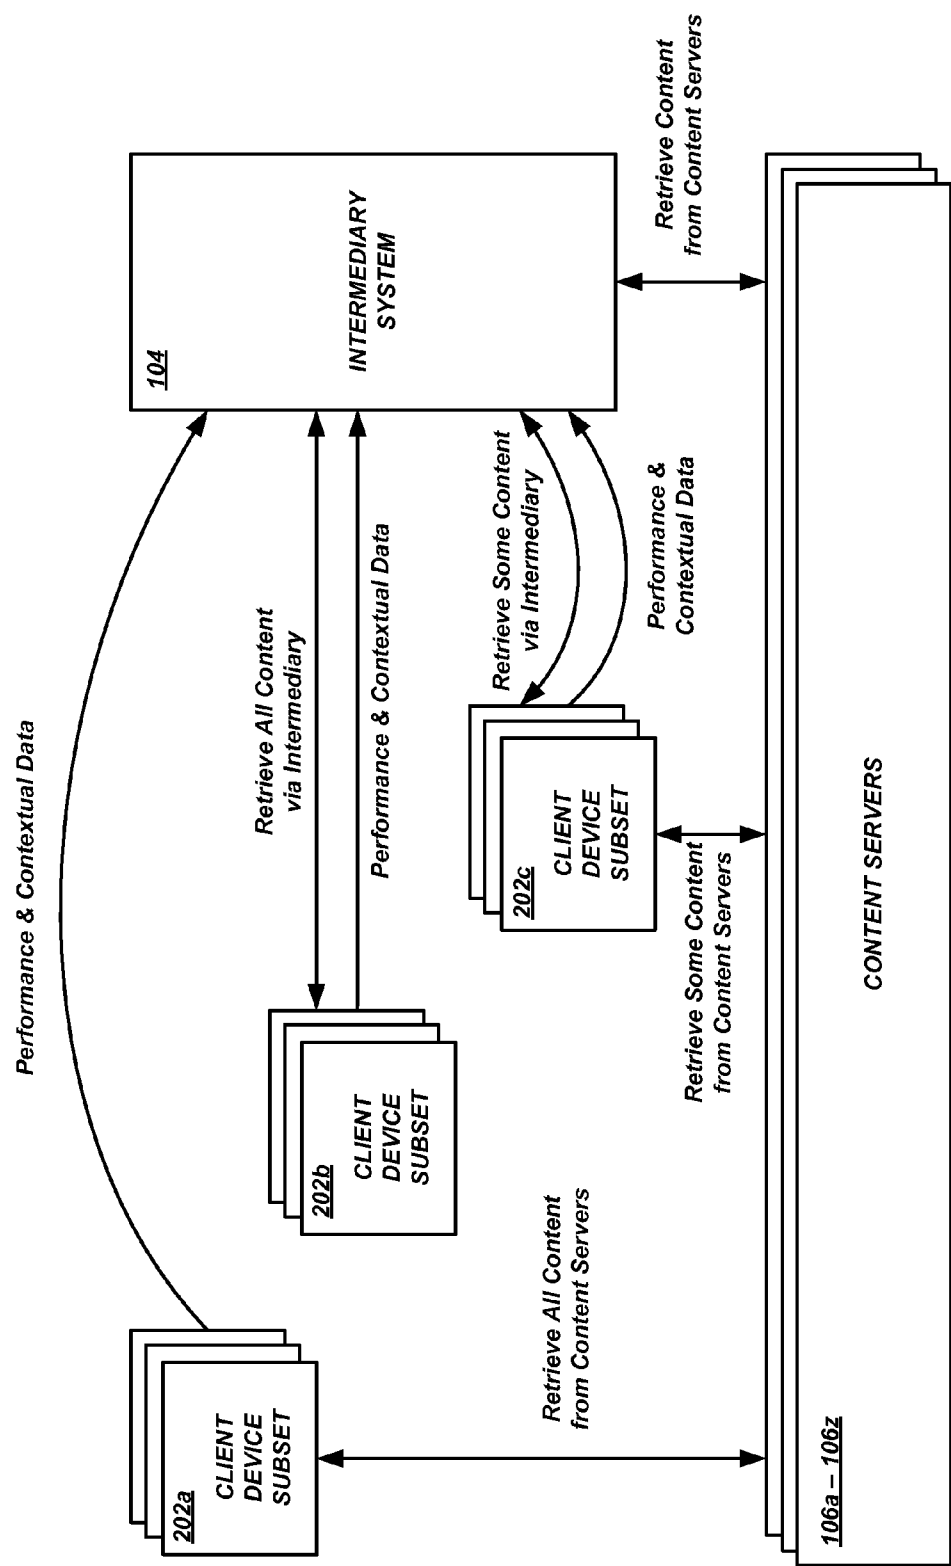 Performance & Contextual Data
202a
CLIENT
DEVICE
SUBSET
202b
CLIENT
DEVICE
SUBSET
Retrieve All Content
via Intermediary
Performance & Contextual Data
104
INTERMEDIARY
SYSTEM
202c
CLIENT
DEVICE
SUBSET
Retrieve Some Content
via Intermediary
Performance &
Contextual Data
Retrieve All Content
from Content Servers
Retrieve Some Content
from Content Servers
Retrieve Content
from Content Servers
106a – 106z
CONTENT SERVERS